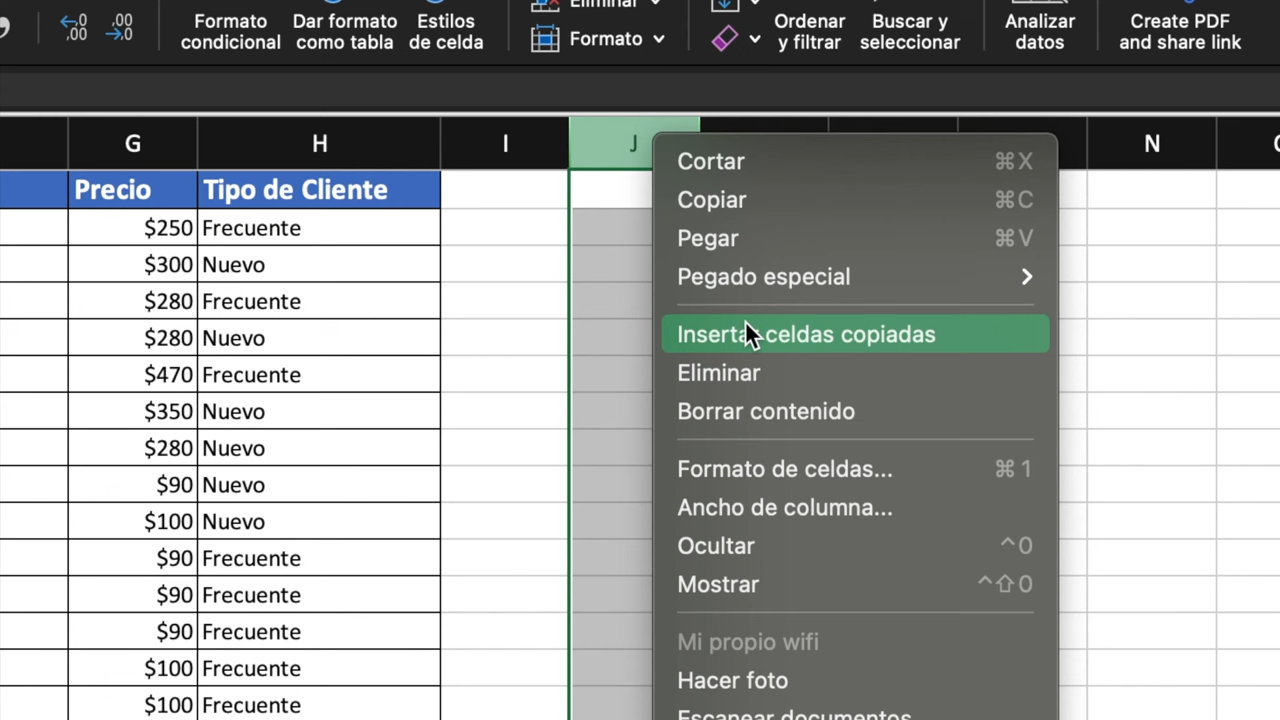 Eliminar
,00
,00
Formato
condicional
Dar formato
como tabla
Estilos
de celda
Formato
Ordenar
y filtrar
Buscar y
seleccionar
Analizar
datos
Create PDF
and share link
G H I J N
Precio Tipo de Cliente
$250 Frecuente
$300 Nuevo
$280 Frecuente
$280 Nuevo
$470 Frecuente
$350 Nuevo
$280 Nuevo
$90 Nuevo
$100 Nuevo
$90 Frecuente
$90 Frecuente
$90 Frecuente
$100 Frecuente
$100 Frecuente
Cortar ⌘X
Copiar ⌘C
Pegar ⌘V
Pegado especial
Insertar celdas copiadas
Eliminar
Borrar contenido
Formato de celdas... ⌘1
Ancho de columna...
Ocultar ^0
Mostrar ^⇧0
Mi propio wifi
Hacer foto
Escanear documentos